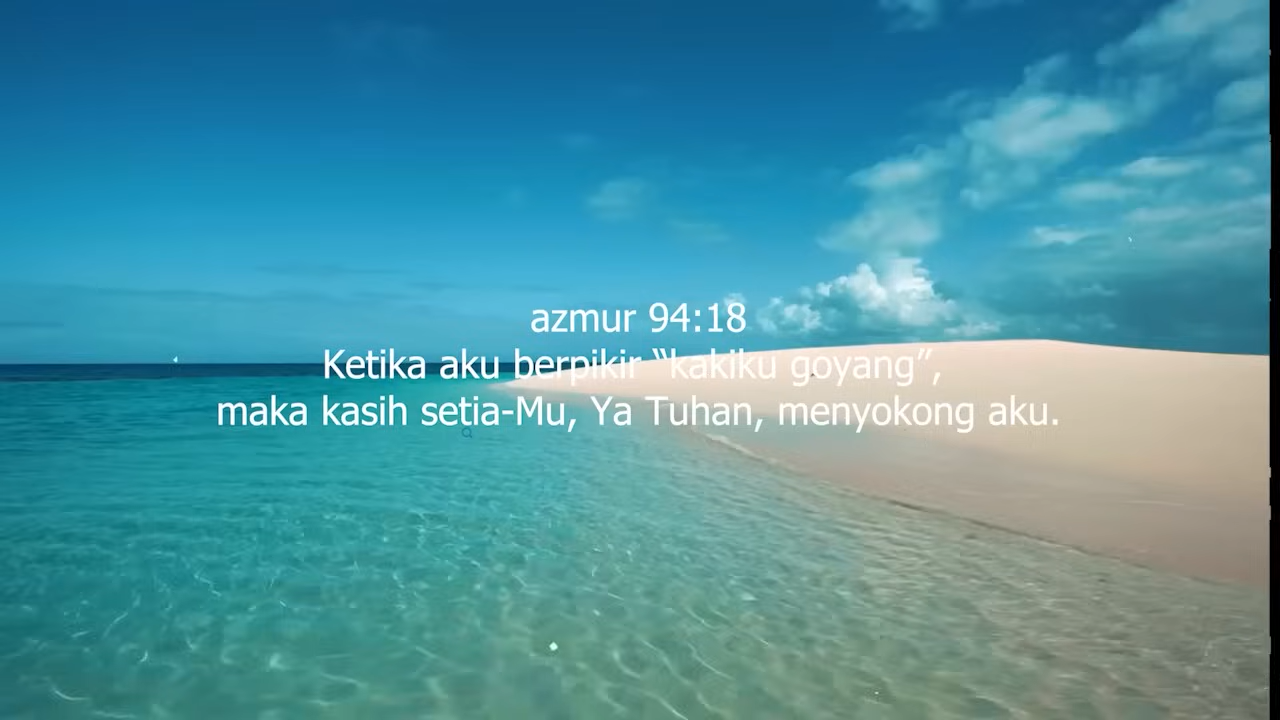 azmur 94:18
Ketika aku berpikir “kakiku goyang”,
maka kasih setia-Mu, Ya Tuhan, menyokong aku.